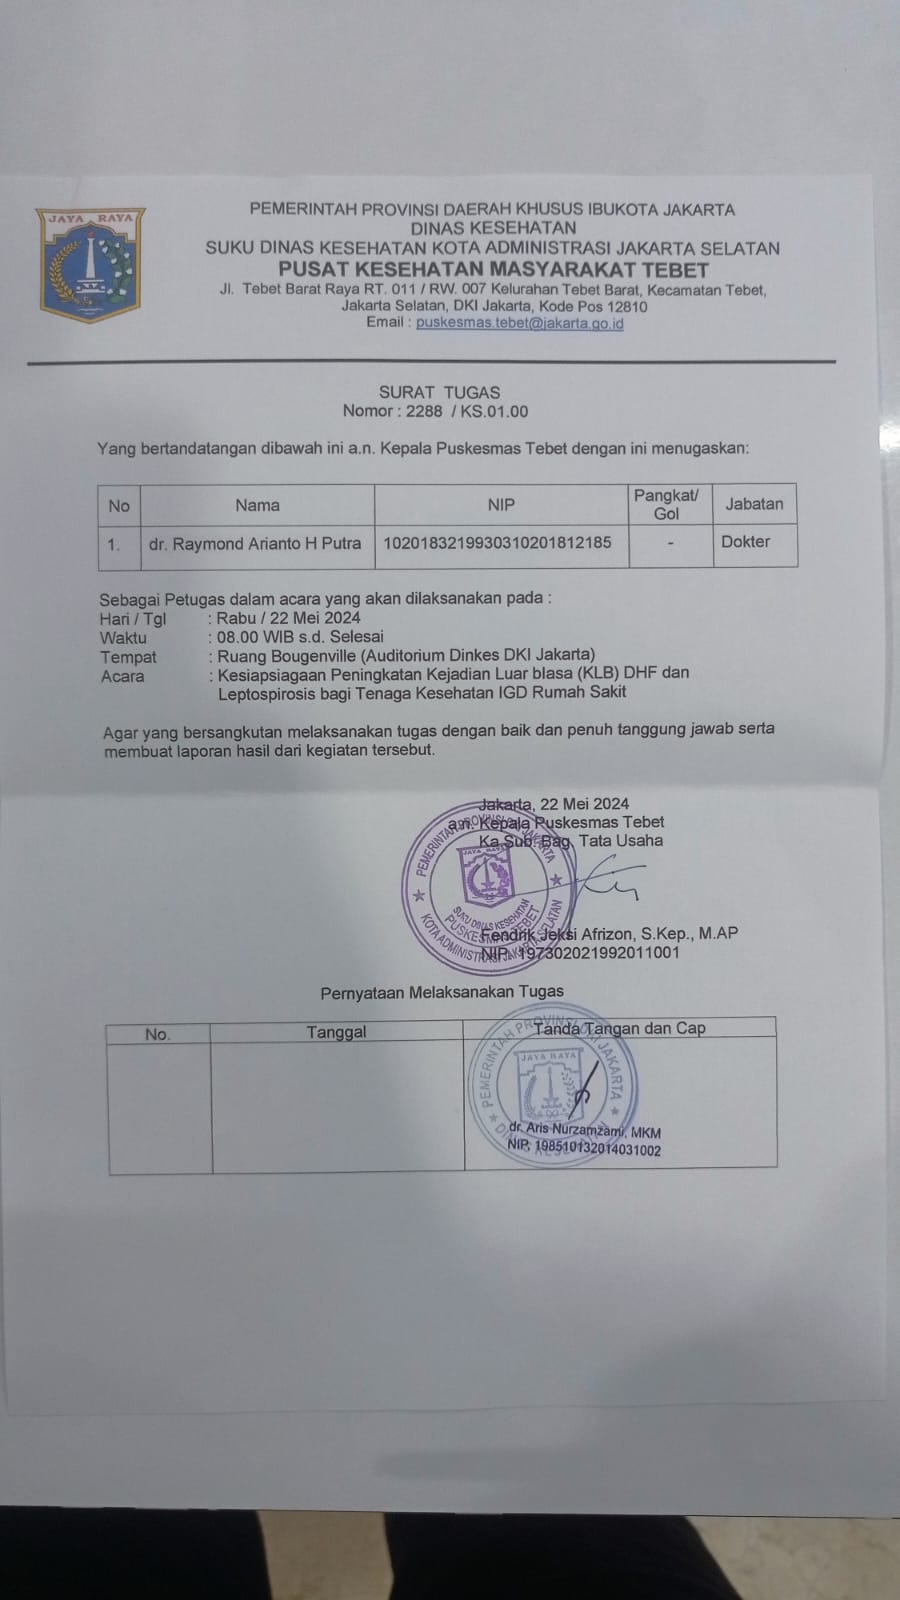 JAYA RAYA
PEMERINTAH PROVINSI DAERAH KHUSUS IBUKOTA JAKARTA
DINAS KESEHATAN
SUKU DINAS KESEHATAN KOTA ADMINISTRASI JAKARTA SELATAN
PUSAT KESEHATAN MASYARAKAT TEBET
Jl. Tebet Barat Raya RT. 011 / RW. 007 Kelurahan Tebet Barat, Kecamatan Tebet,
Jakarta Selatan, DKI Jakarta, Kode Pos 12810
Email : puskesmas.tebet@jakarta.go.id
SURAT TUGAS
Nomor : 2288 / KS.01.00
Yang bertandatangan dibawah ini a.n. Kepala Puskesmas Tebet dengan ini menugaskan:
No Nama NIP Pangkat/ Gol Jabatan
1. dr. Raymond Arianto H Putra 10201832199303102018​12185 - Dokter
Sebagai Petugas dalam acara yang akan dilaksanakan pada :
Hari / Tgl : Rabu / 22 Mei 2024
Waktu : 08.00 WIB s.d. Selesai
Tempat : Ruang Bougenville (Auditorium Dinkes DKI Jakarta)
Acara : Kesiapsiagaan Peningkatan Kejadian Luar bIasa (KLB) DHF dan
Leptospirosis bagi Tenaga Kesehatan IGD Rumah Sakit
Agar yang bersangkutan melaksanakan tugas dengan baik dan penuh tanggung jawab serta
membuat laporan hasil dari kegiatan tersebut.
Jakarta, 22 Mei 2024
a.n. Kepala Puskesmas Tebet
Ka.Sub. Bag. Tata Usaha
PEMERINTAH PROVINSI DKI JAKARTA
JAYA RAYA
SUKU DINAS KESEHATAN
PUSKESMAS TEBET
KOTA ADMINISTRASI JAKARTA SELATAN
Fendrik Jeksi Afrizon, S.Kep., M.AP
NIP. 197302021992011001
Pernyataan Melaksanakan Tugas
No. Tanggal Tanda Tangan dan Cap
PEMERINTAH PROVINSI DKI JAKARTA
JAYA RAYA
DINAS KESEHATAN
dr. Aris Nurzamzami, MKM
NIP. 198510132014031002